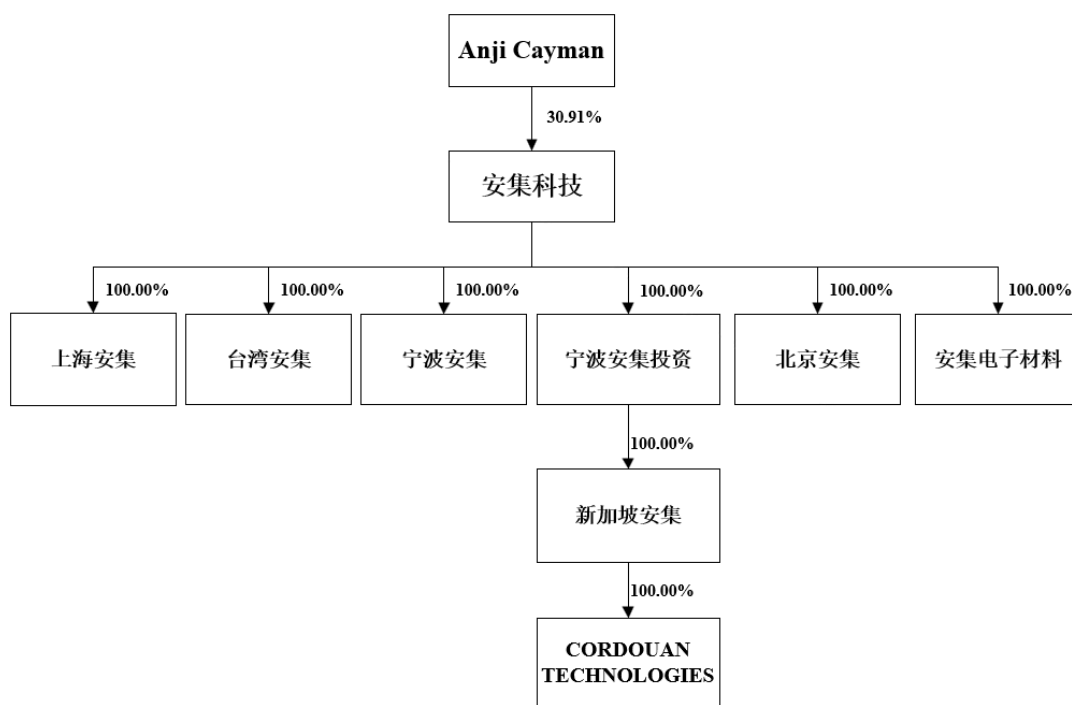 Anji Cayman
30.91%
安集科技
100.00%
100.00%
100.00%
100.00%
100.00%
100.00%
上海安集
台湾安集
宁波安集
宁波安集投资
北京安集
安集电子材料
100.00%
新加坡安集
100.00%
CORDOUAN
TECHNOLOGIES